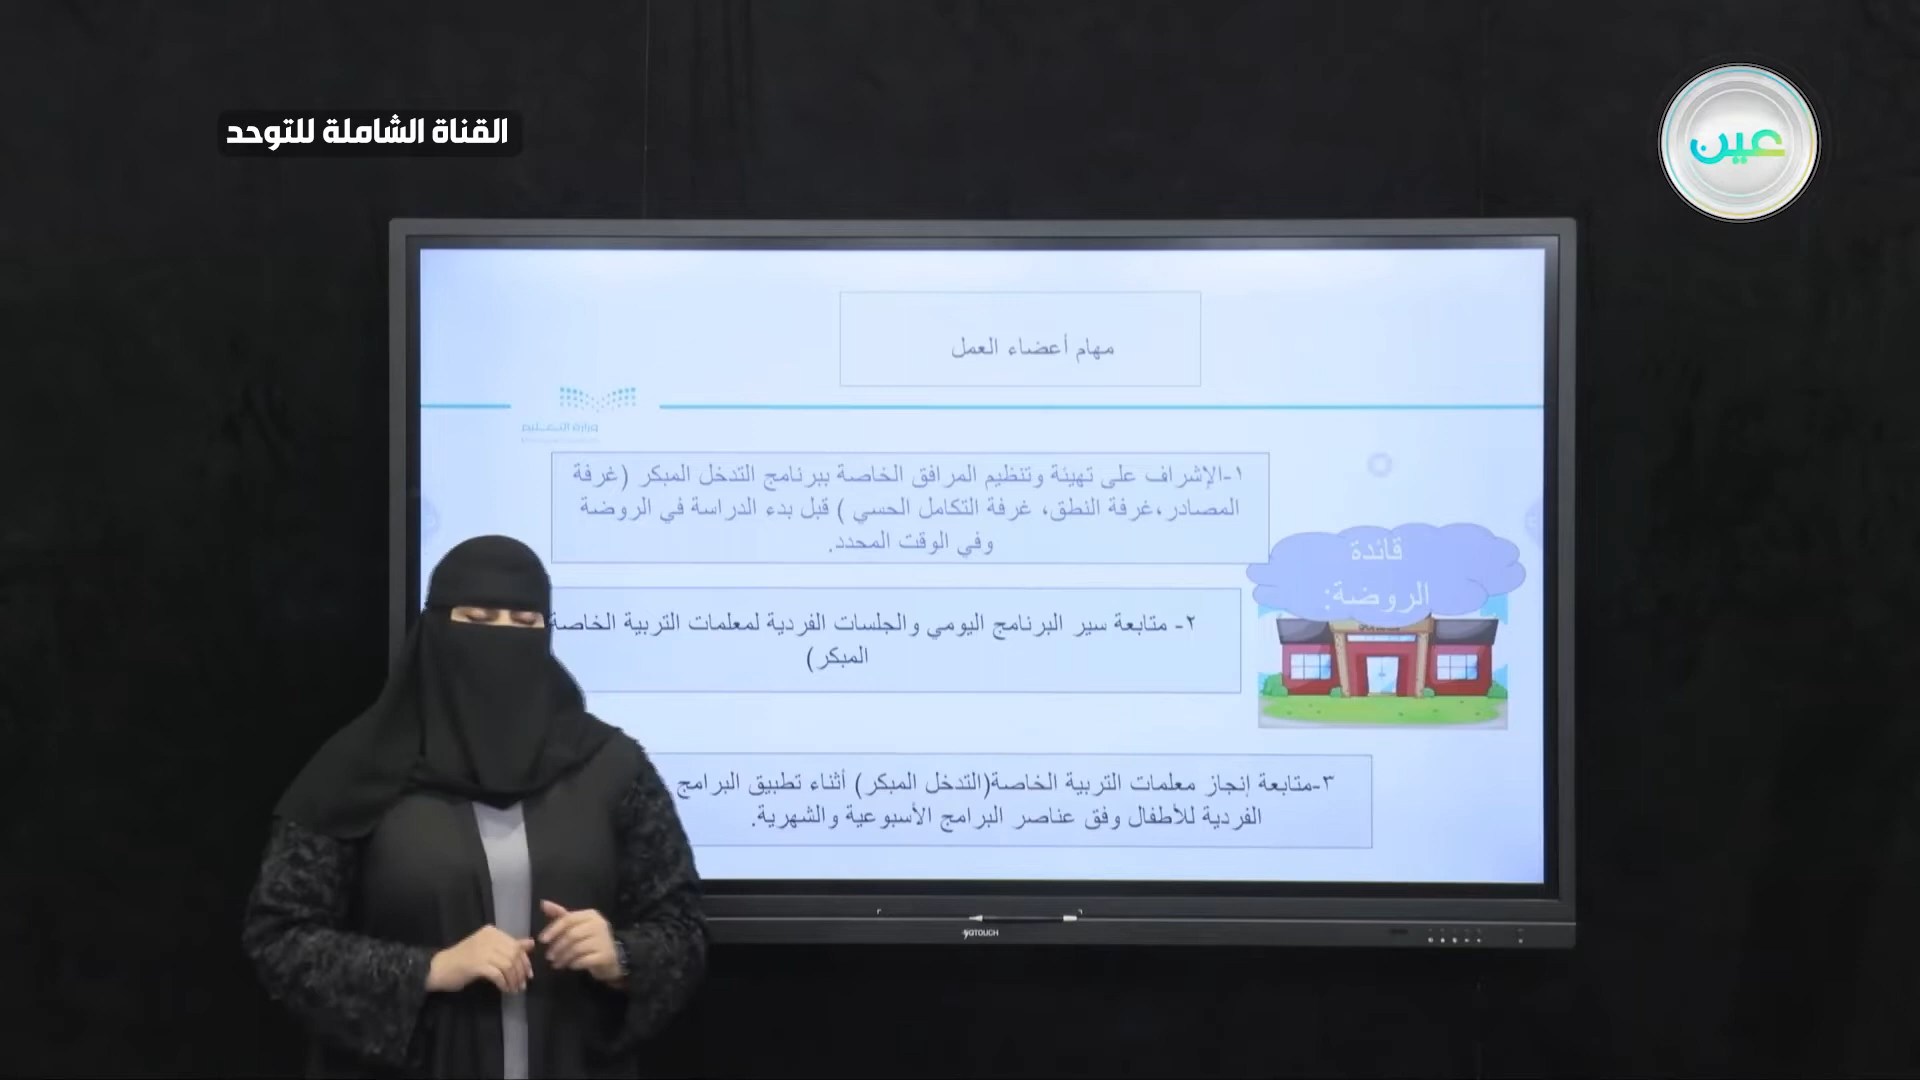 القناة الشاملة للتوحد
عين
مهام أعضاء العمل
وزارة التعليم
١-الإشراف على تهيئة وتنظيم المرافق الخاصة ببرنامج التدخل المبكر (غرفة
المصادر،غرفة النطق، غرفة التكامل الحسي ) قبل بدء الدراسة في الروضة
وفي الوقت المحدد.
قائدة
الروضة:
٢- متابعة سير البرنامج اليومي والجلسات الفردية لمعلمات التربية الخاصة
المبكر)
٣-متابعة إنجاز معلمات التربية الخاصة(التدخل المبكر) أثناء تطبيق البرامج
الفردية للأطفال وفق عناصر البرامج الأسبوعية والشهرية.
QTOUCH